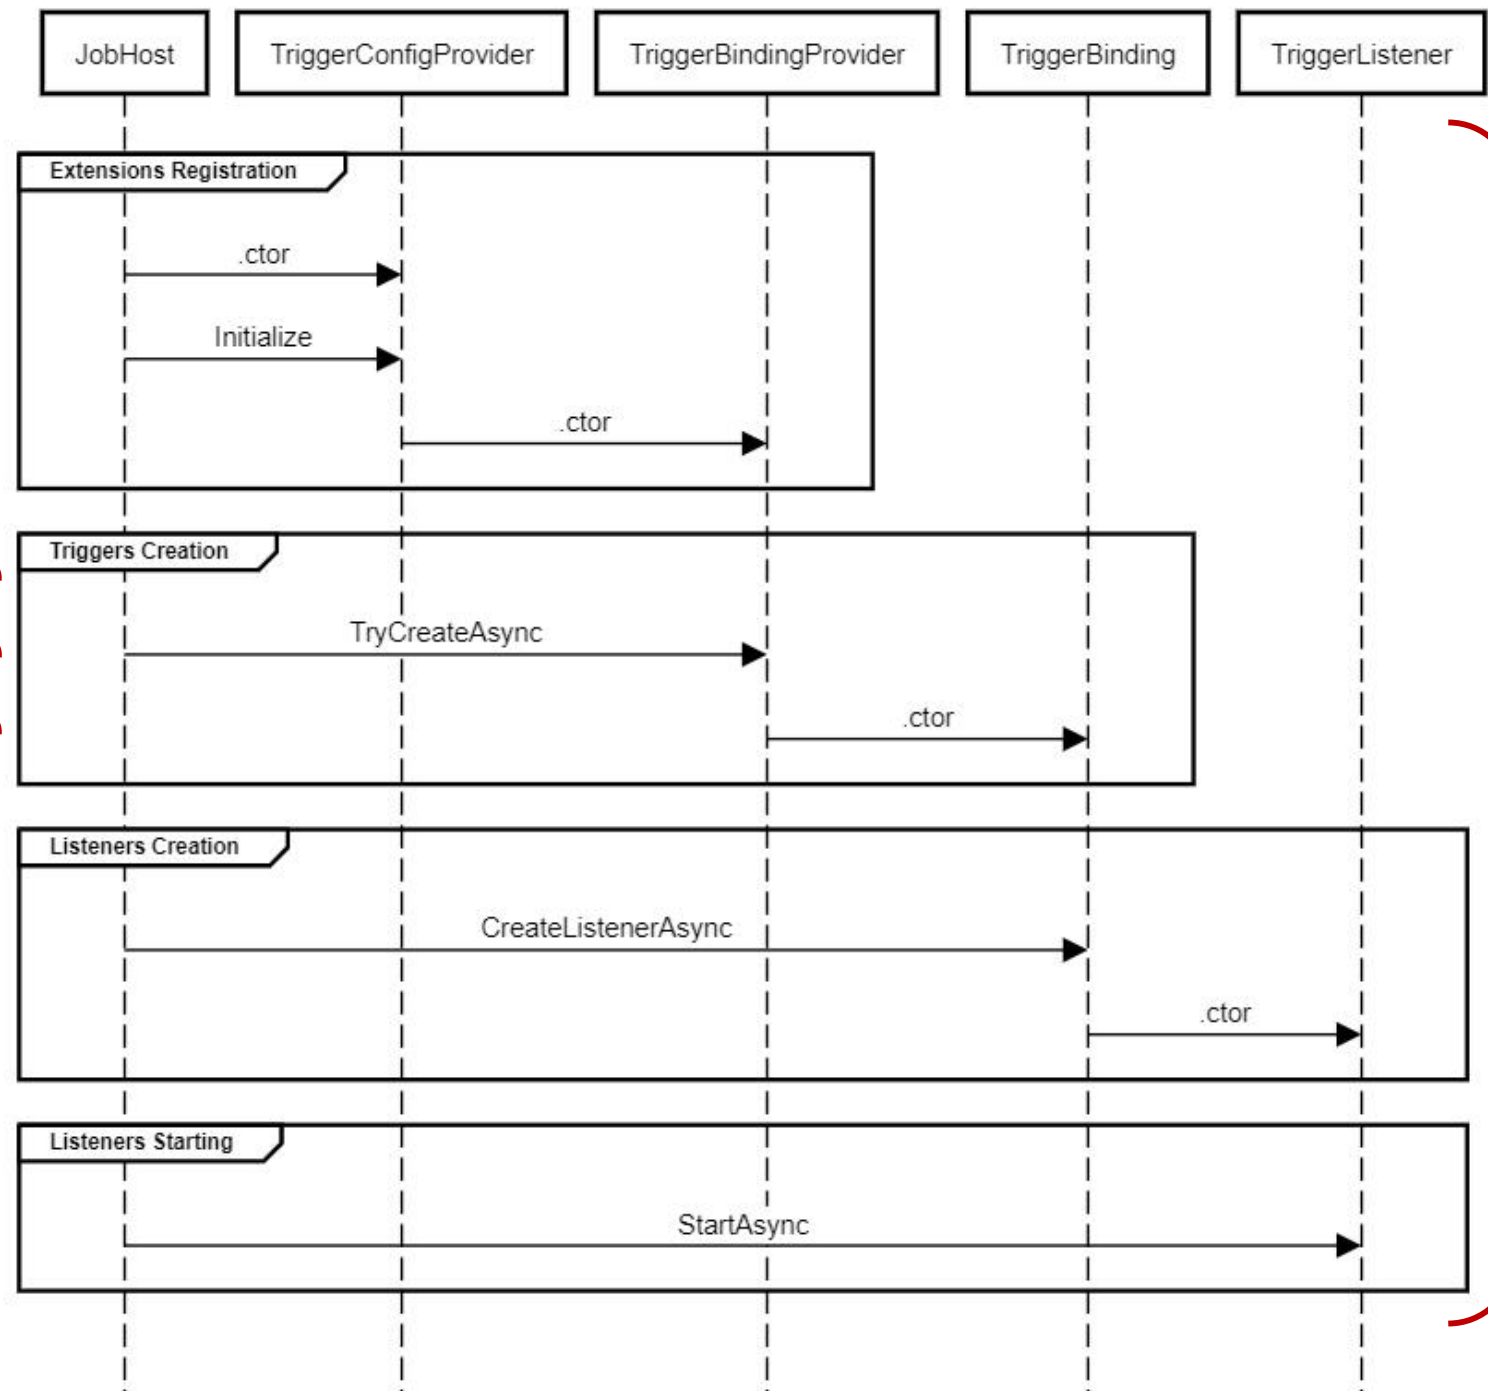 JobHost
TriggerConfigProvider
TriggerBindingProvider
TriggerBinding
TriggerListener
Extensions Registration
.ctor
Initialize
.ctor
Triggers Creation
TryCreateAsync
.ctor
Listeners Creation
CreateListenerAsync
.ctor
Listeners Starting
StartAsync